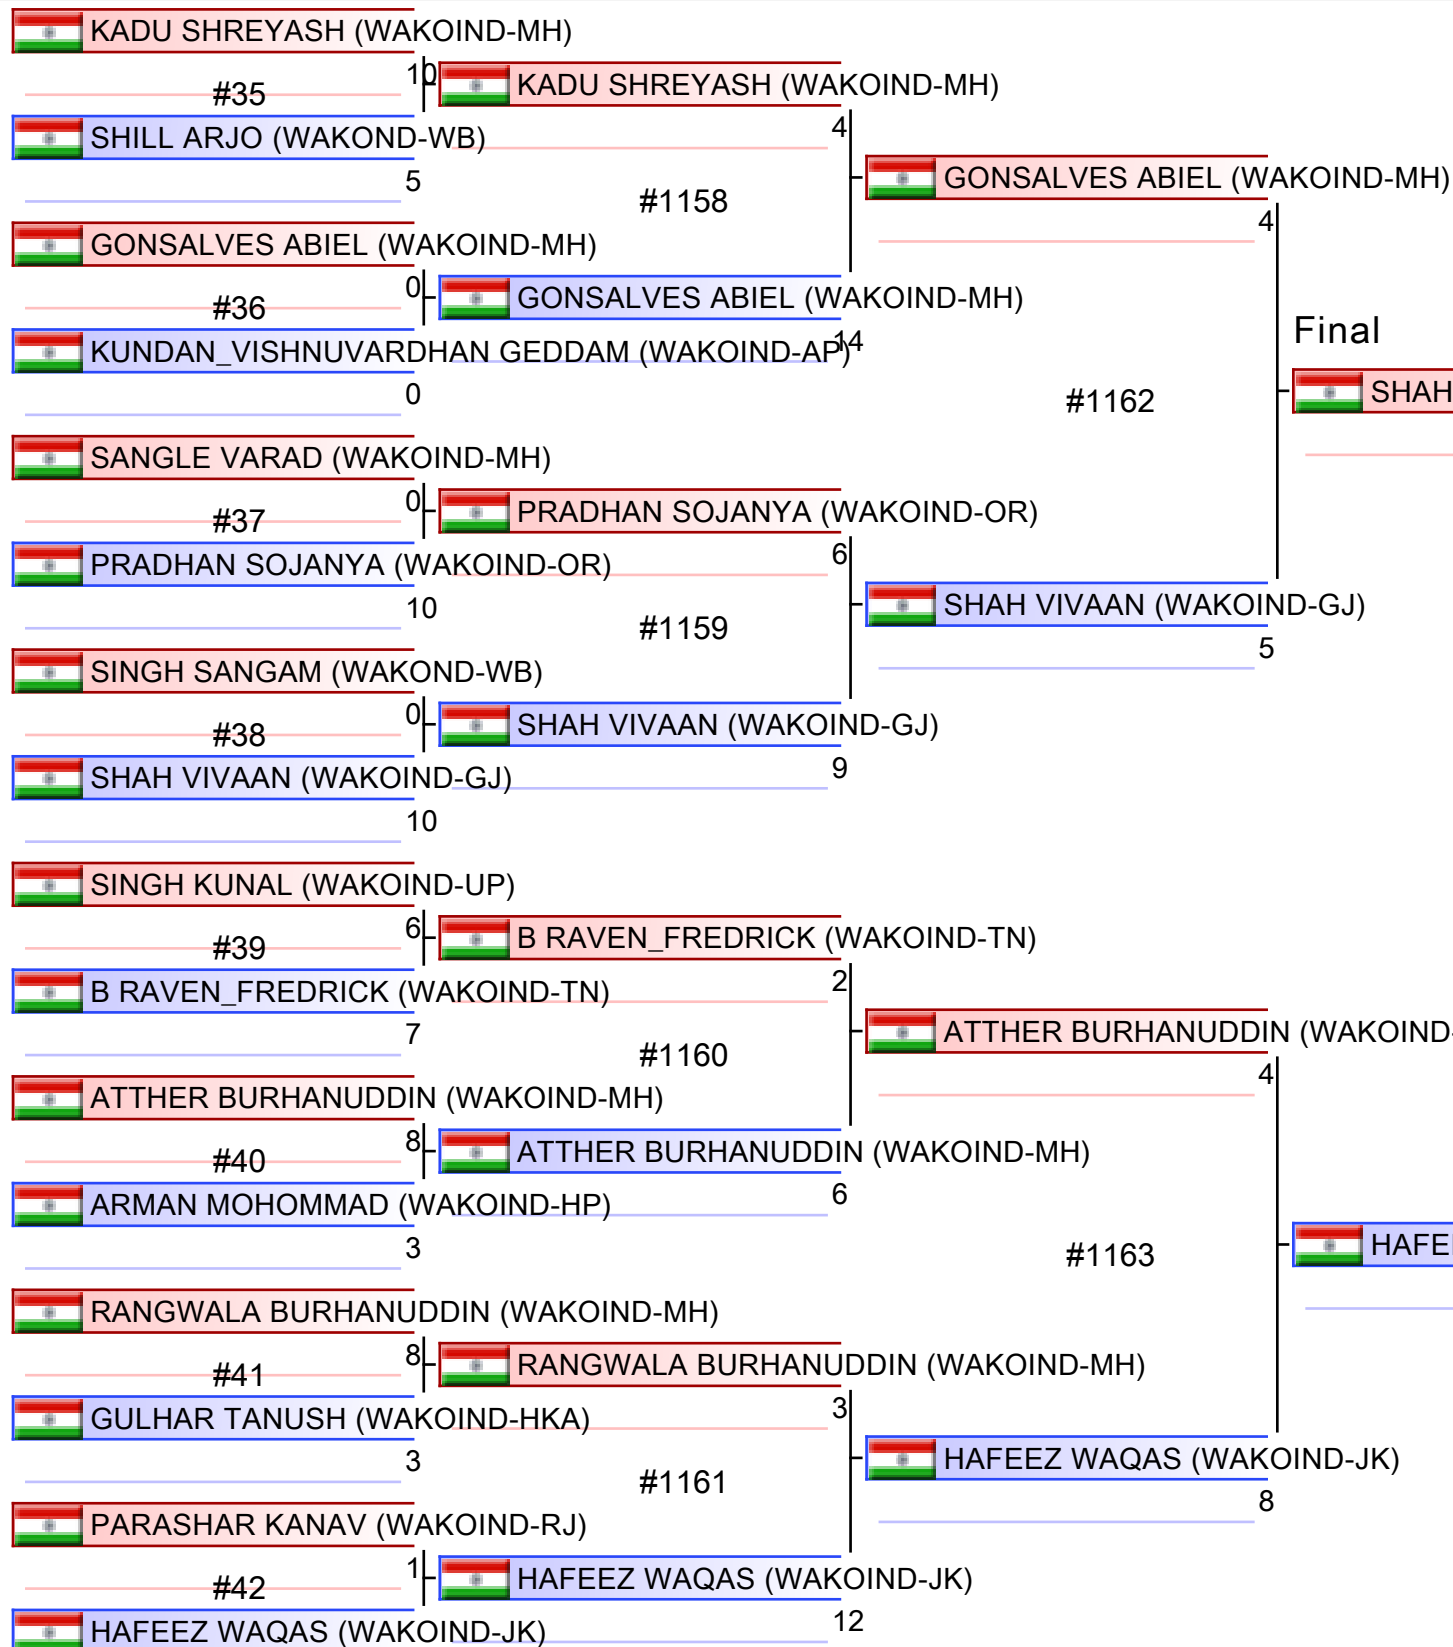 KADU SHREYASH (WAKOIND-MH)
10
#35
KADU SHREYASH (WAKOIND-MH)
SHILL ARJO (WAKOND-WB)
4
5
GONSALVES ABIEL (WAKOIND-MH)
#1158
4
GONSALVES ABIEL (WAKOIND-MH)
0
#36
GONSALVES ABIEL (WAKOIND-MH)
Final
KUNDAN_VISHNUVARDHAN GEDDAM (WAKOIND-AP)
14
0
SHAH
#1162
SANGLE VARAD (WAKOIND-MH)
0
#37
PRADHAN SOJANYA (WAKOIND-OR)
PRADHAN SOJANYA (WAKOIND-OR)
6
10
SHAH VIVAAN (WAKOIND-GJ)
#1159
5
SINGH SANGAM (WAKOND-WB)
0
#38
SHAH VIVAAN (WAKOIND-GJ)
SHAH VIVAAN (WAKOIND-GJ)
9
10
SINGH KUNAL (WAKOIND-UP)
6
#39
B RAVEN_FREDRICK (WAKOIND-TN)
B RAVEN_FREDRICK (WAKOIND-TN)
2
7
ATTHER BURHANUDDIN (WAKOIND-
#1160
4
ATTHER BURHANUDDIN (WAKOIND-MH)
8
#40
ATTHER BURHANUDDIN (WAKOIND-MH)
ARMAN MOHOMMAD (WAKOIND-HP)
6
3
HAFE
#1163
RANGWALA BURHANUDDIN (WAKOIND-MH)
8
#41
RANGWALA BURHANUDDIN (WAKOIND-MH)
GULHAR TANUSH (WAKOIND-HKA)
3
3
HAFEEZ WAQAS (WAKOIND-JK)
#1161
8
PARASHAR KANAV (WAKOIND-RJ)
1
#42
HAFEEZ WAQAS (WAKOIND-JK)
12
HAFEEZ WAQAS (WAKOIND-JK)